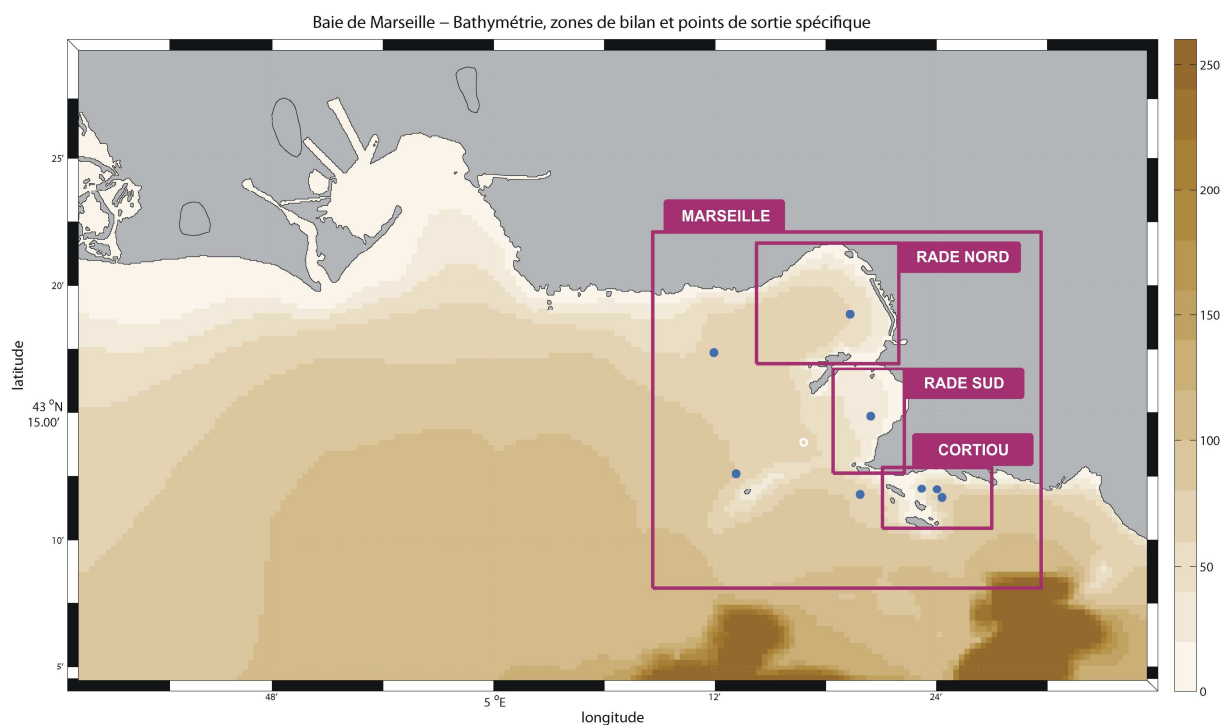 Baie de Marseille – Bathymétrie, zones de bilan et points de sortie spécifique
250
200
150
100
50
0
25'
20'
43 °N
15.00'
10'
5'
latitude
MARSEILLE
RADE NORD
RADE SUD
CORTIOU
48'
5 °E
12'
24'
longitude